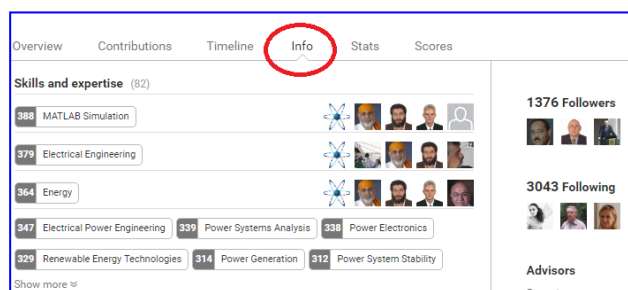 Overview Contributions Timeline Info Stats Scores
Skills and expertise (82)
388 MATLAB Simulation
379 Electrical Engineering
364 Energy
347 Electrical Power Engineering 339 Power Systems Analysis 338 Power Electronics
329 Renewable Energy Technologies 314 Power Generation 312 Power System Stability
Show more
1376 Followers
3043 Following
Advisors